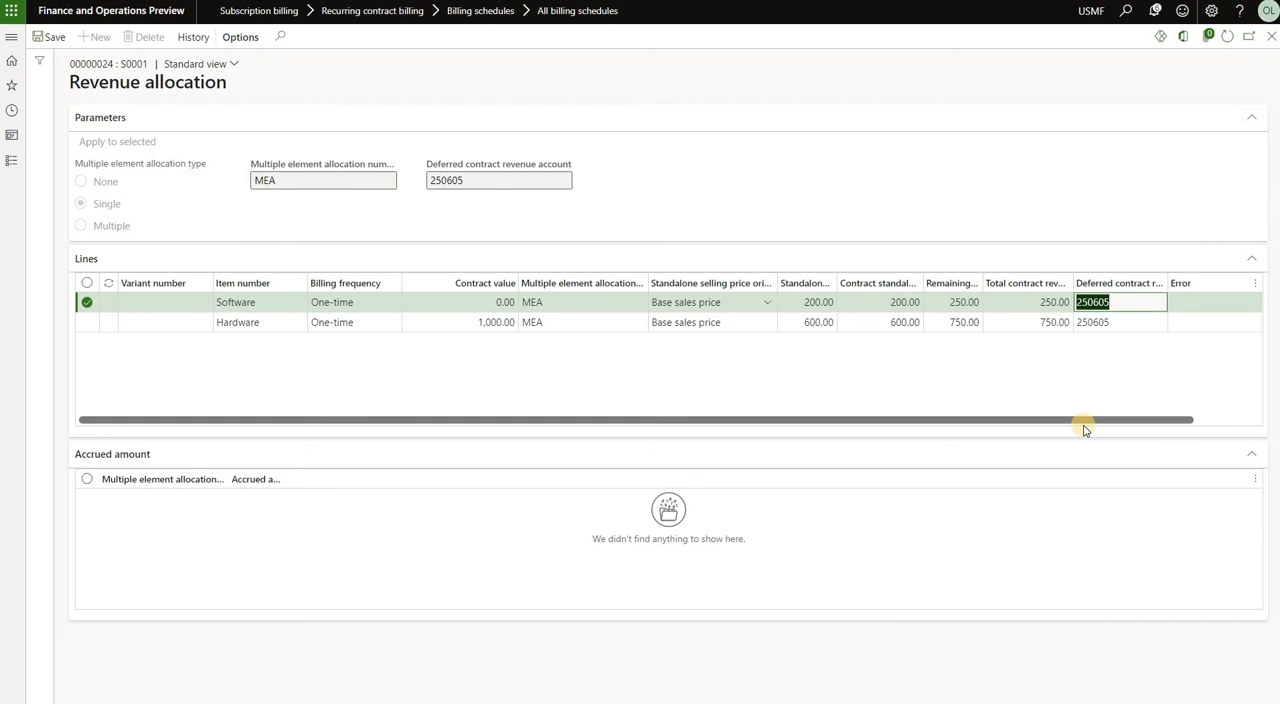 Finance and Operations Preview Subscription billing Recurring contract billing Billing schedules All billing schedules USMF OL
Save New Delete History Options 0
00000024 : S0001 | Standard view
Revenue allocation
Parameters
Apply to selected
Multiple element allocation type Multiple element allocation num... Deferred contract revenue account
None MEA 250605
Single
Multiple
Lines
Variant number Item number Billing frequency Contract value Multiple element allocation... Standalone selling price ori... Standalon... Contract standal... Remaining... Total contract rev... Deferred contract r... Error
Software One-time 0.00 MEA Base sales price 200.00 200.00 250.00 250.00 250605
Hardware One-time 1,000.00 MEA Base sales price 600.00 600.00 750.00 750.00 250605
Accrued amount
Multiple element allocation... Accrued a...
We didn't find anything to show here.